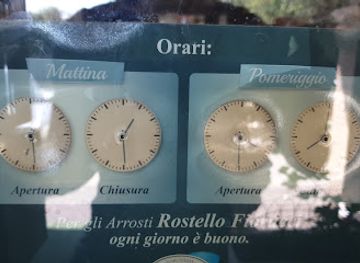 Orari:
Mattina
Pomeriggio
Apertura
Chiusura
Apertura
Per gli Arrosti Rostello
ogni giorno è buono.